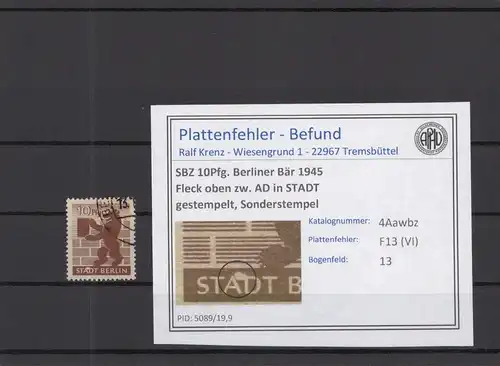 Plattenfehler - Befund
Ralf Krenz - Wiesengrund 1 - 22967 Tremsbüttel
SBZ 10Pfg. Berliner Bär 1945
Fleck oben zw. AD in STADT
gestempelt, Sonderstempel
Katalognummer: 4Aawbz
Plattenfehler: F13 (VI)
Bogenfeld: 13
STADT B
PID: 5089/19,9
10
STADT BERLIN